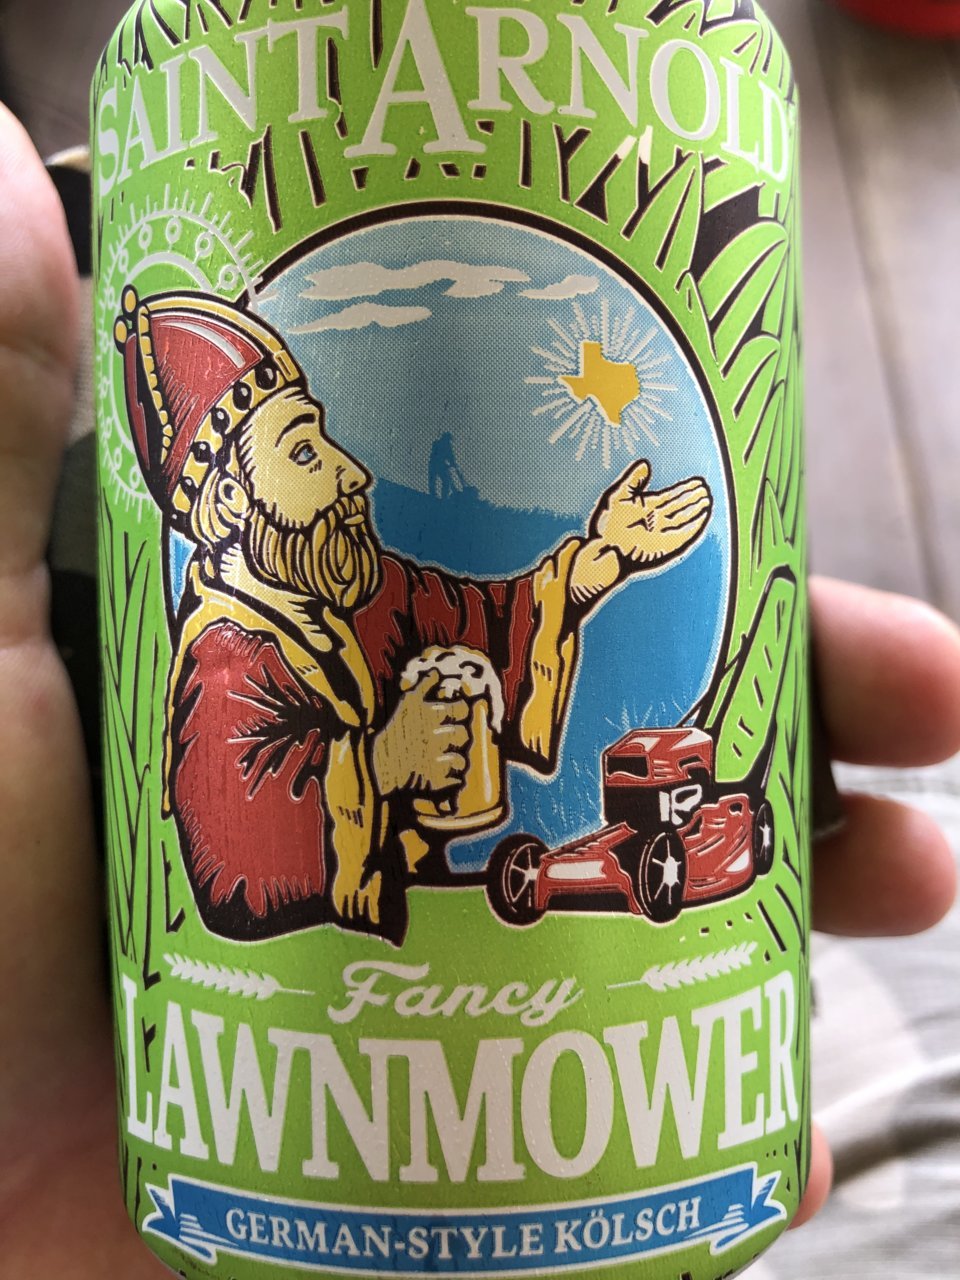 SAINT ARNOLD
Fancy
LAWNMOWER
GERMAN-STYLE KÖLSCH